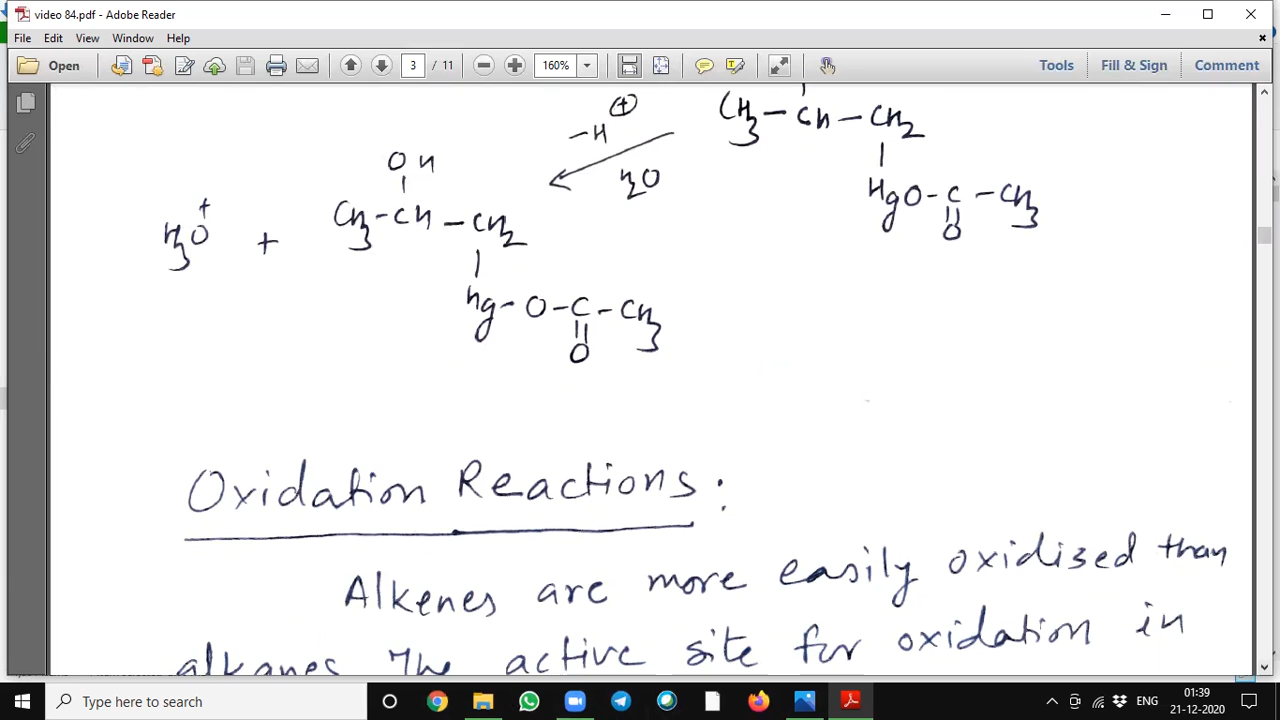 video 84.pdf - Adobe Reader
File Edit View Window Help
Open 3 / 11 160% Tools Fill & Sign Comment
CH3 – CH – CH2
HgO – C – CH3
O
– H +
H2O
OH
H3O+ + CH3 – CH – CH2
Hg – O – C – CH3
O
Oxidation Reactions :
Alkenes are more easily oxidised than
alkanes The active site for oxidation in
Type here to search
ENG
01:39
21-12-2020